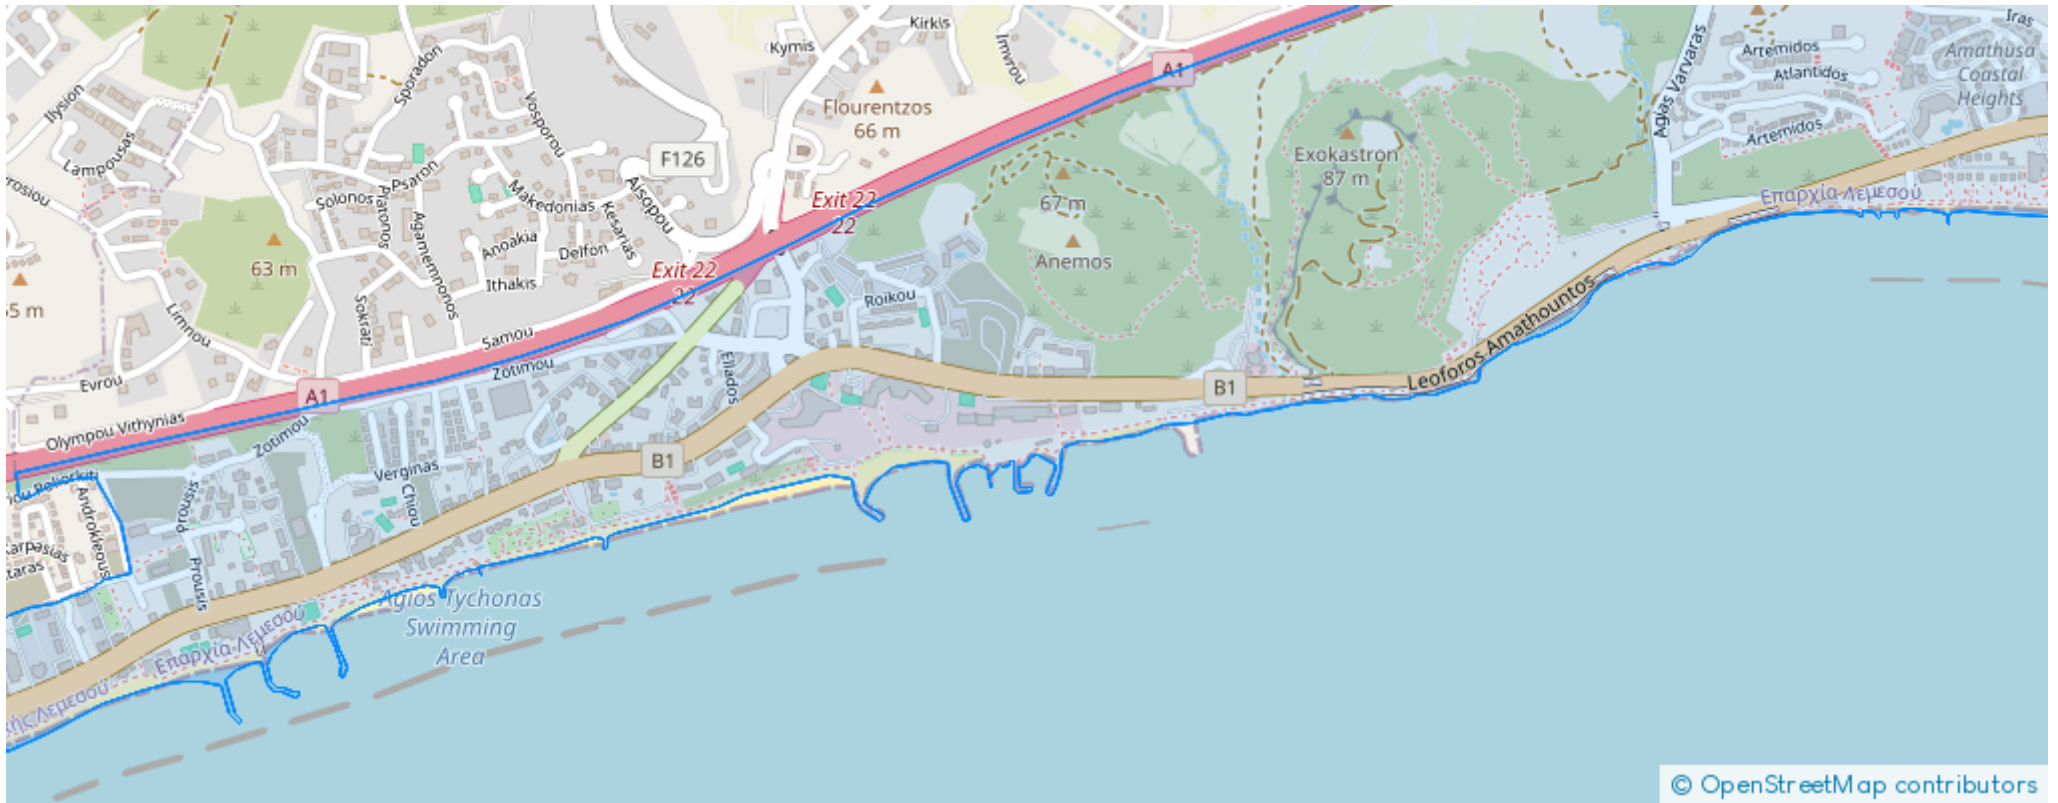 Kirkis
Kymis
Imvrou
Iras
Artemidos
Amathusa
Coastal
Heights
Atlantidos
Artemidos
Agias Varvaras
A1
Sporadon
Ilysion
Vosporou
Flourentzos
66 m
F126
Lampousas
Psaron
Solonos
Platonos
Makedonias
Agamemnonos
Kesarias
Aisopou
Exokastron
87 m
67 m
Anemos
Επαρχία Λεμεσού
Exit 22
22
Exit 22
22
Anoakia
Delfon
Ithakis
63 m
Sokrati
Limnou
Samou
Zotimou
Roikou
Eliados
Evrou
A1
Olympou Vithynias
Zotimou
Verginas
Chiou
B1
B1
Leoforos Amathountos
Androkleous
Prousis
Prousis
Karpasias
Agios Tychonas
Swimming
Area
Επαρχία Λεμεσού
Λεμεσού
© OpenStreetMap contributors